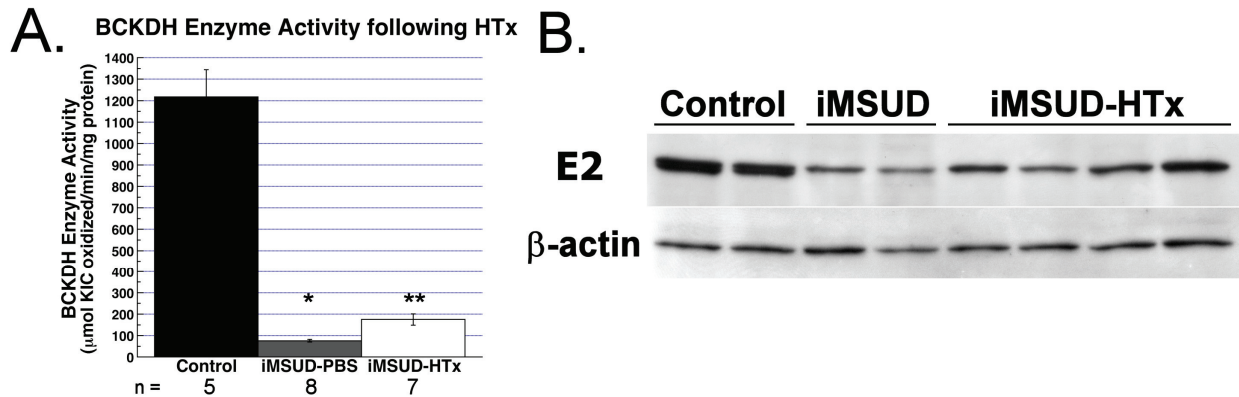 A.
BCKDH Enzyme Activity following HTx
BCKDH Enzyme Activity
(μmol KIC oxidized/min/mg protein)
1400
1300
1200
1100
1000
900
800
700
600
500
400
300
200
100
0
* **
Control iMSUD-PBS iMSUD-HTx
n = 5 8 7
B.
Control iMSUD iMSUD-HTx
E2
β-actin